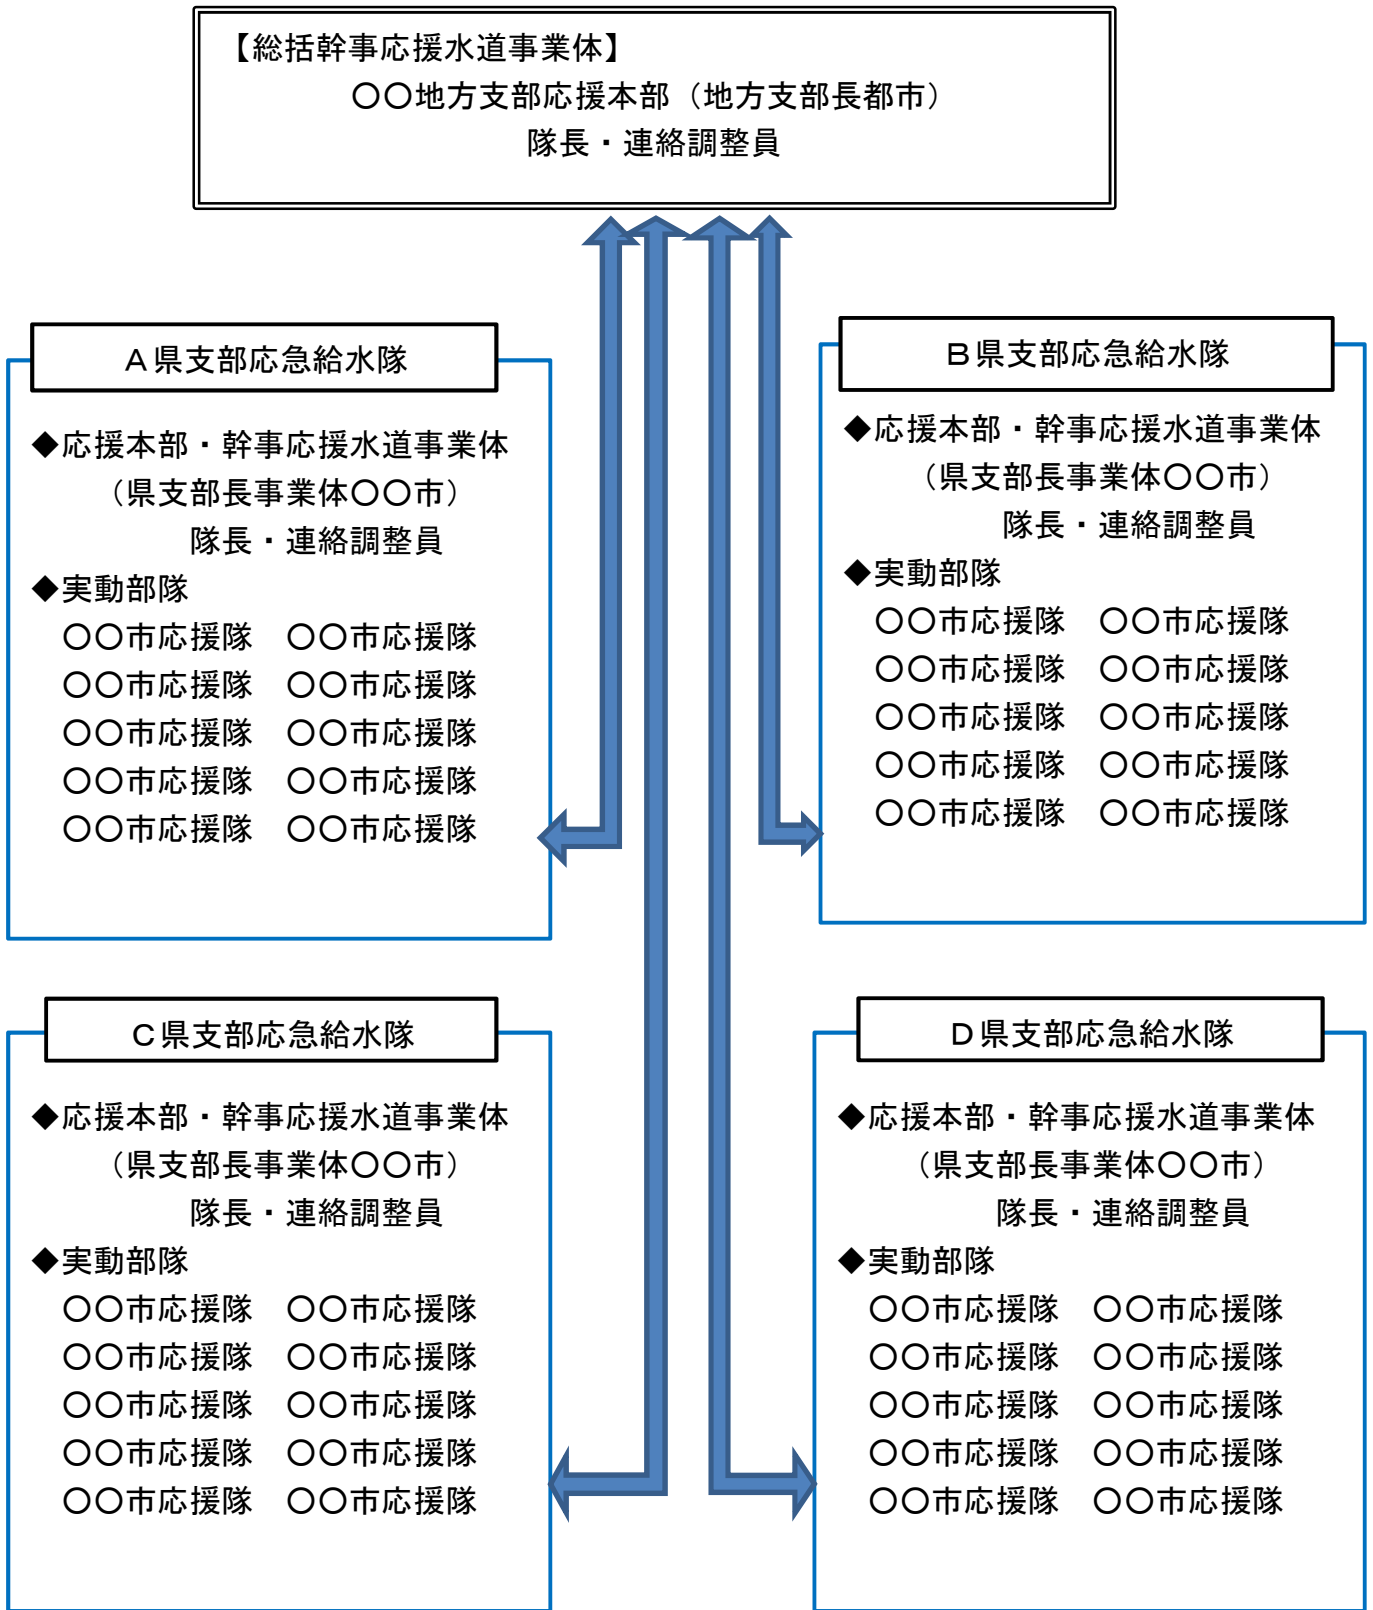 【総括幹事応援水道事業体】
〇〇地方支部応援本部（地方支部長都市）
隊長・連絡調整員
Ａ県支部応急給水隊
◆応援本部・幹事応援水道事業体
（県支部長事業体〇〇市）
隊長・連絡調整員
◆実動部隊
〇〇市応援隊　〇〇市応援隊
〇〇市応援隊　〇〇市応援隊
〇〇市応援隊　〇〇市応援隊
〇〇市応援隊　〇〇市応援隊
〇〇市応援隊　〇〇市応援隊
Ｂ県支部応急給水隊
◆応援本部・幹事応援水道事業体
（県支部長事業体〇〇市）
隊長・連絡調整員
◆実動部隊
〇〇市応援隊　〇〇市応援隊
〇〇市応援隊　〇〇市応援隊
〇〇市応援隊　〇〇市応援隊
〇〇市応援隊　〇〇市応援隊
〇〇市応援隊　〇〇市応援隊
Ｃ県支部応急給水隊
◆応援本部・幹事応援水道事業体
（県支部長事業体〇〇市）
隊長・連絡調整員
◆実動部隊
〇〇市応援隊　〇〇市応援隊
〇〇市応援隊　〇〇市応援隊
〇〇市応援隊　〇〇市応援隊
〇〇市応援隊　〇〇市応援隊
〇〇市応援隊　〇〇市応援隊
Ｄ県支部応急給水隊
◆応援本部・幹事応援水道事業体
（県支部長事業体〇〇市）
隊長・連絡調整員
◆実動部隊
〇〇市応援隊　〇〇市応援隊
〇〇市応援隊　〇〇市応援隊
〇〇市応援隊　〇〇市応援隊
〇〇市応援隊　〇〇市応援隊
〇〇市応援隊　〇〇市応援隊